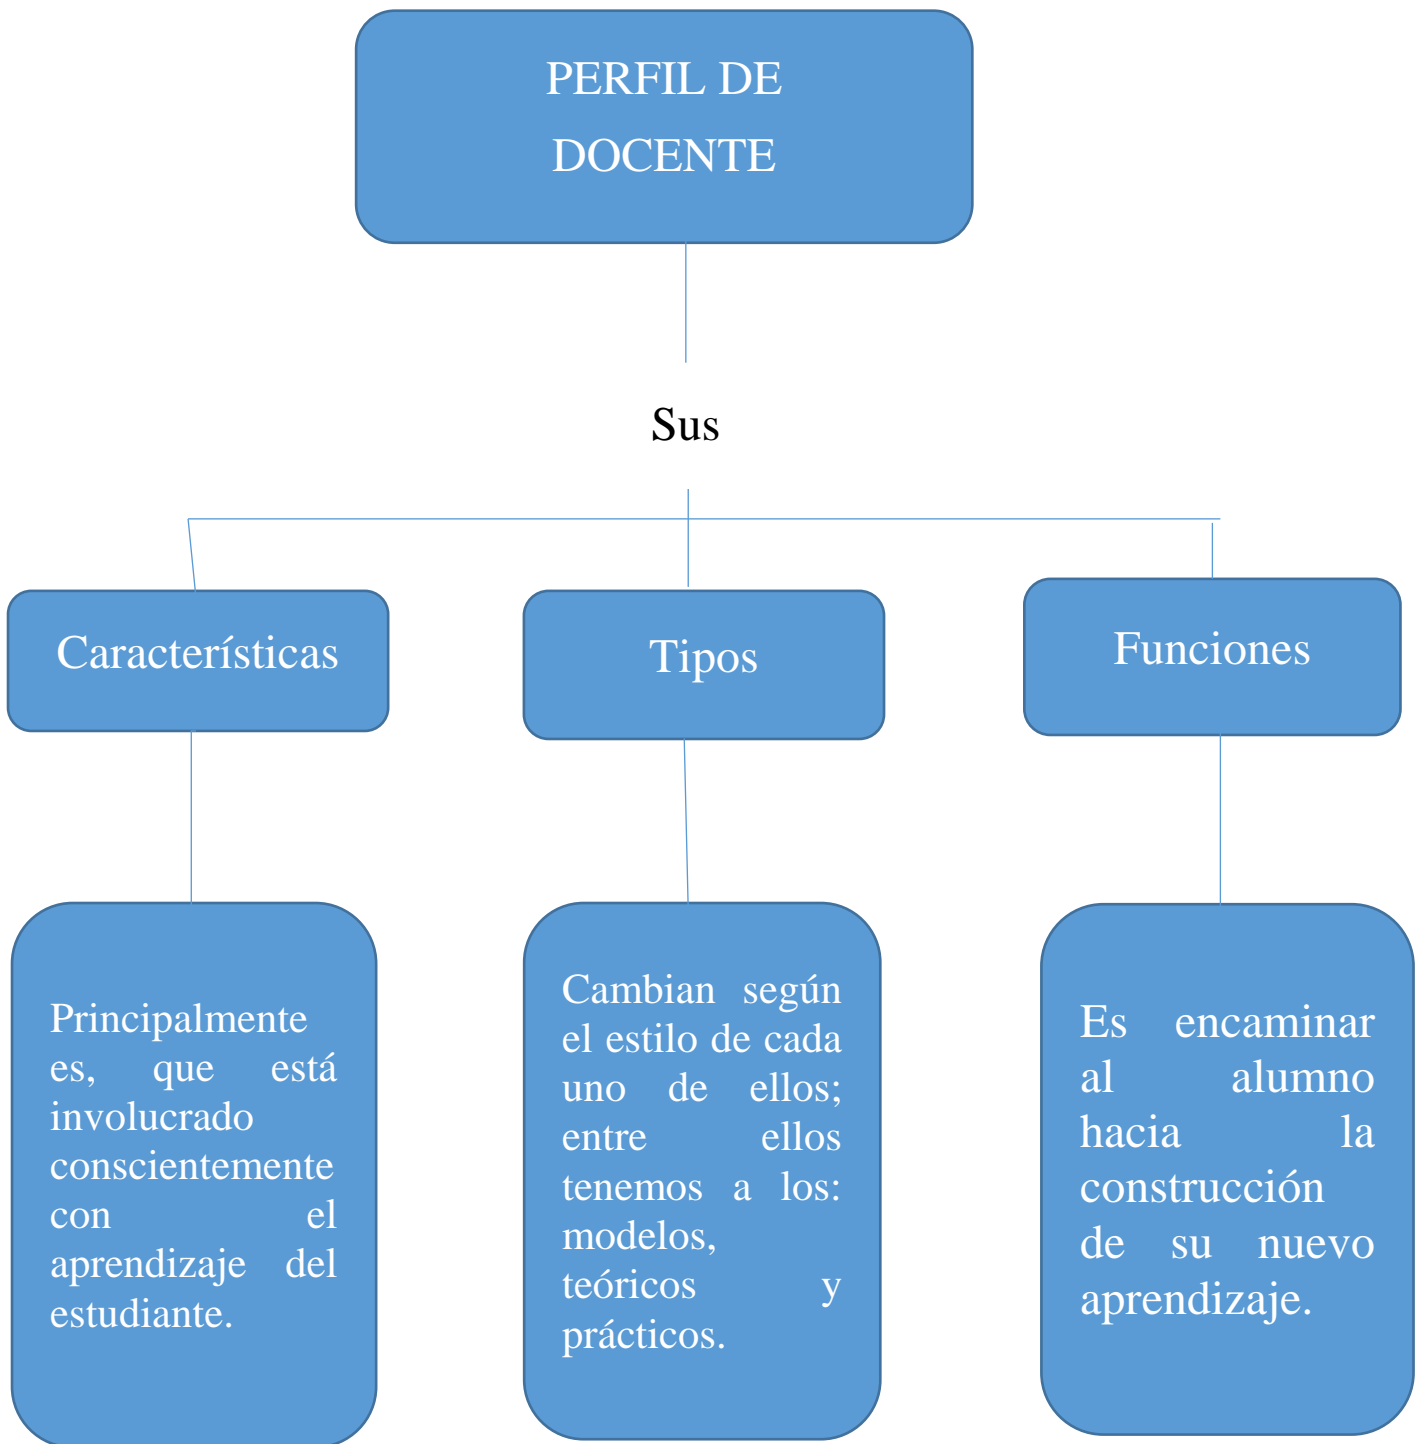 PERFIL DE
DOCENTE
Sus
Características
Tipos
Funciones
Principalmente
es, que está
involucrado
conscientemente
con el
aprendizaje del
estudiante.
Cambian según
el estilo de cada
uno de ellos;
entre ellos
tenemos a los:
modelos,
teóricos y
prácticos.
Es encaminar
al alumno
hacia la
construcción
de su nuevo
aprendizaje.